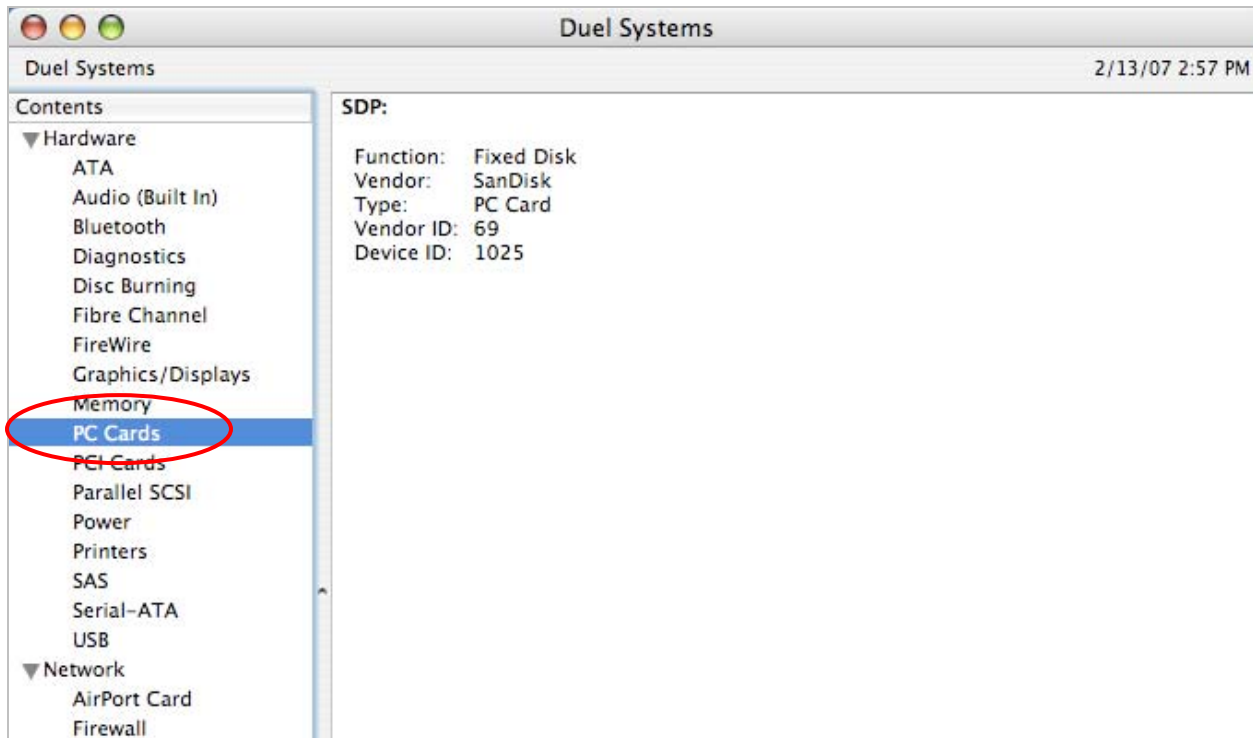 Duel Systems
Duel Systems 2/13/07 2:57 PM
Contents
Hardware
ATA
Audio (Built In)
Bluetooth
Diagnostics
Disc Burning
Fibre Channel
FireWire
Graphics/Displays
Memory
PC Cards
PCI Cards
Parallel SCSI
Power
Printers
SAS
Serial-ATA
USB
Network
AirPort Card
Firewall
SDP:
Function: Fixed Disk
Vendor: SanDisk
Type: PC Card
Vendor ID: 69
Device ID: 1025